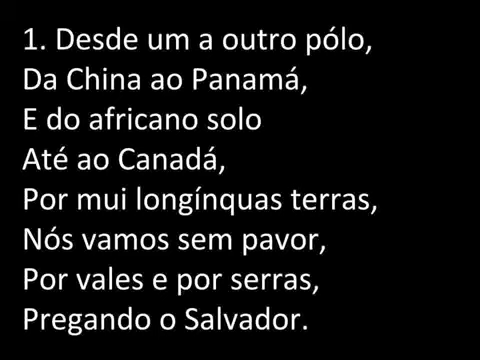 1. Desde um a outro pólo,
Da China ao Panamá,
E do africano solo
Até ao Canadá,
Por mui longínquas terras,
Nós vamos sem pavor,
Por vales e por serras,
Pregando o Salvador.